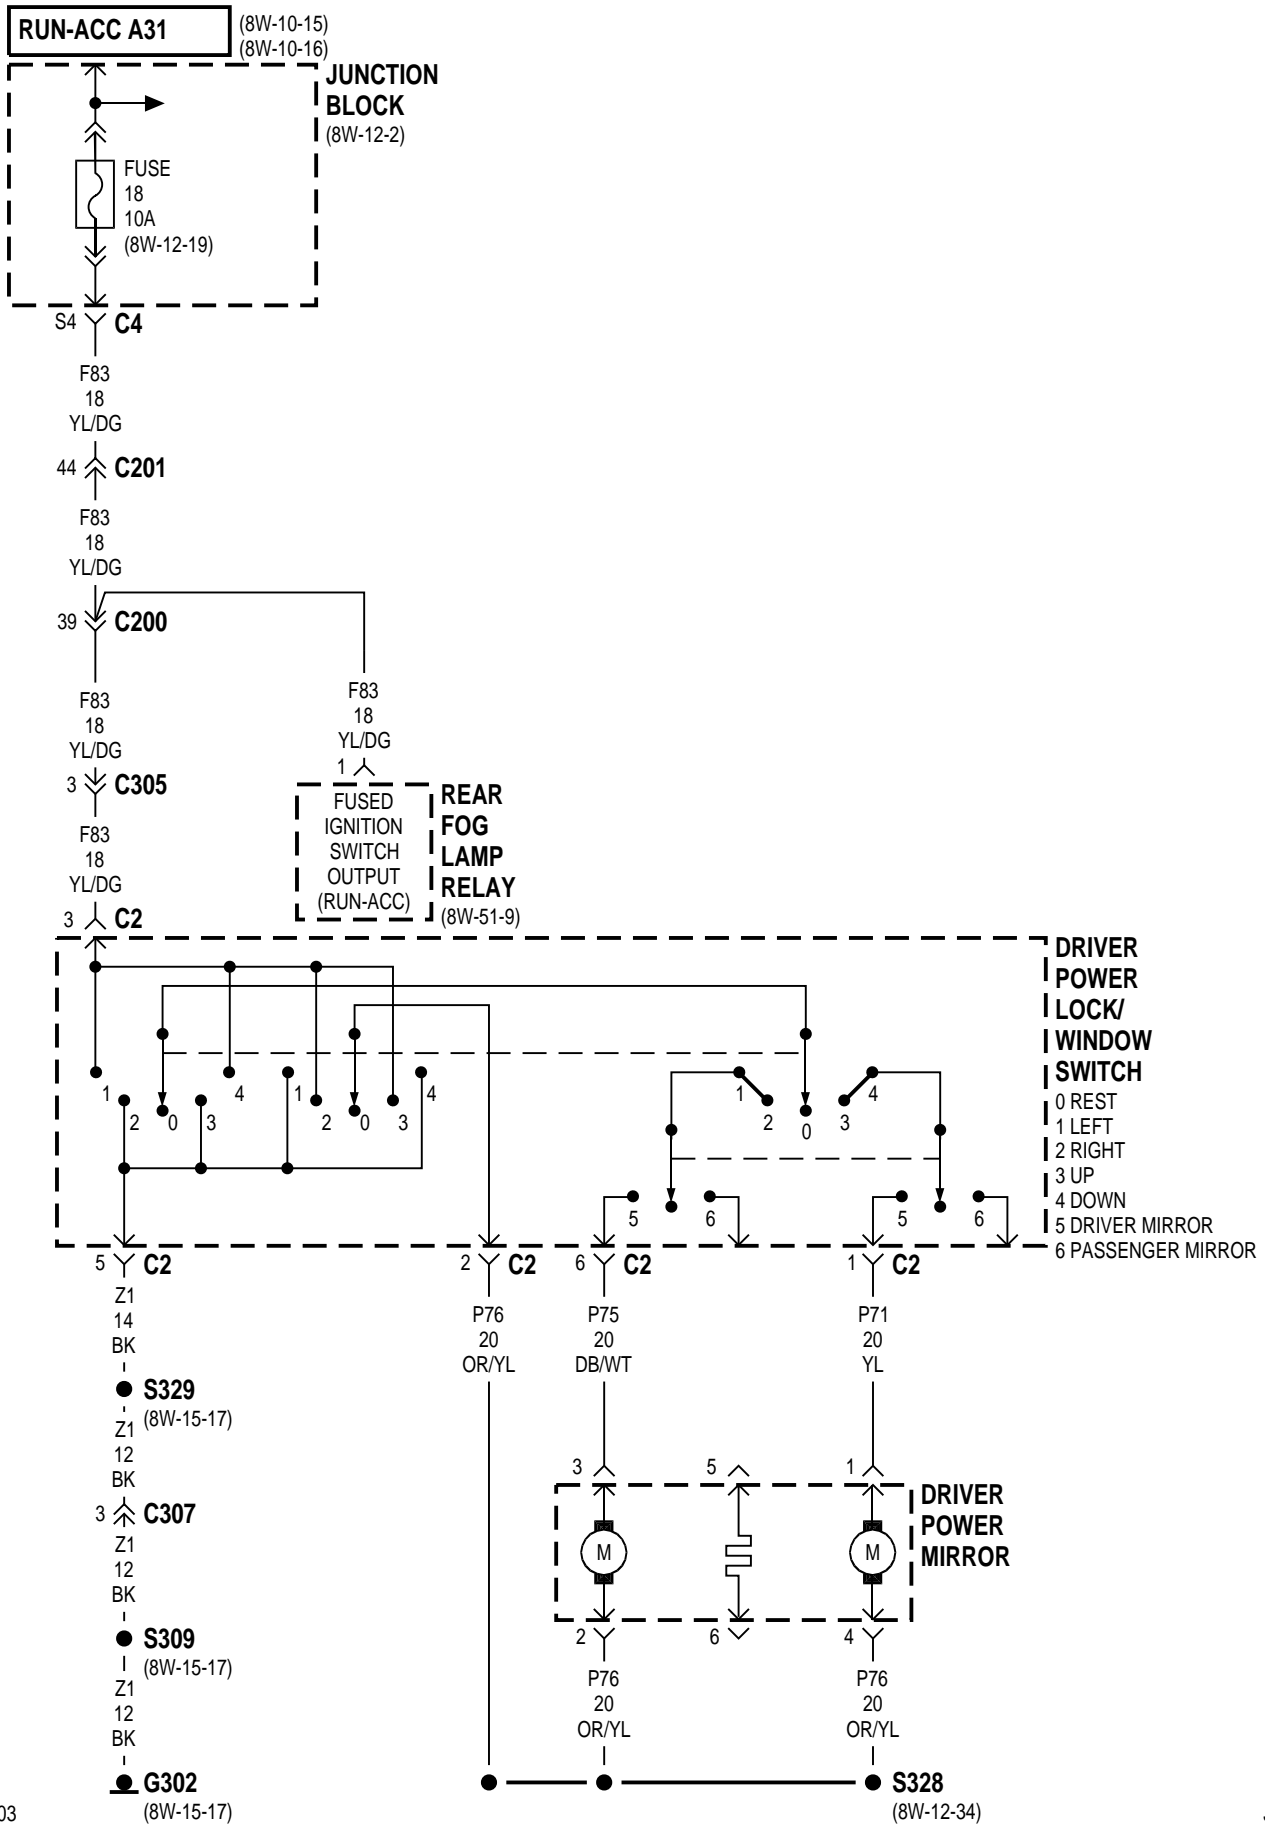 RUN-ACC A31
(8W-10-15)
(8W-10-16)
JUNCTION
BLOCK
(8W-12-2)
FUSE
18
10A
(8W-12-19)
S4
C4
F83
18
YL/DG
44
C201
F83
18
YL/DG
39
C200
F83
18
YL/DG
F83
18
YL/DG
3
C305
1
F83
18
YL/DG
FUSED
IGNITION
SWITCH
OUTPUT
(RUN-ACC)
REAR
FOG
LAMP
RELAY
(8W-51-9)
3
C2
DRIVER
POWER
LOCK/
WINDOW
SWITCH
0 REST
1 LEFT
2 RIGHT
3 UP
4 DOWN
5 DRIVER MIRROR
6 PASSENGER MIRROR
1
2
0
3
4
1
2
0
3
4
1
2
0
3
4
5
6
5
6
5
C2
2
C2
6
C2
1
C2
Z1
14
BK
P76
20
OR/YL
P75
20
DB/WT
P71
20
YL
S329
(8W-15-17)
Z1
12
BK
3
5
1
3
C307
DRIVER
POWER
MIRROR
M
M
Z1
12
BK
2
6
4
S309
(8W-15-17)
P76
20
OR/YL
P76
20
OR/YL
Z1
12
BK
G302
(8W-15-17)
S328
(8W-12-34)
03